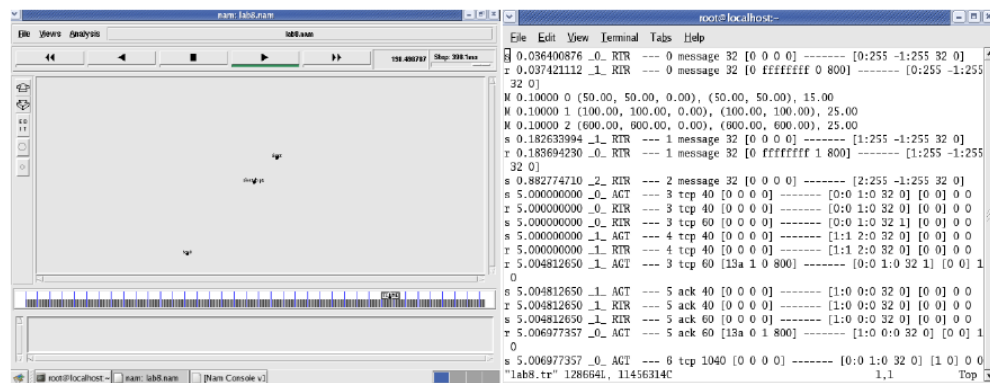 nam: lab8.nam
File Views Analysis lab8.nam
198.498707 Step: 398.1ms
root@localhost:~
nam: lab8.nam
[Nam Console v1]
root@localhost:~
File Edit View Terminal Tabs Help
s 0.036400876 _0_ RTR --- 0 message 32 [0 0 0 0] ------- [0:255 -1:255 32 0]
r 0.037421112 _1_ RTR --- 0 message 32 [0 ffffffff 0 800] ------- [0:255 -1:255
32 0]
M 0.10000 0 (50.00, 50.00, 0.00), (50.00, 50.00), 15.00
M 0.10000 1 (100.00, 100.00, 0.00), (100.00, 100.00), 25.00
M 0.10000 2 (600.00, 600.00, 0.00), (600.00, 600.00), 25.00
s 0.182633994 _1_ RTR --- 1 message 32 [0 0 0 0] ------- [1:255 -1:255 32 0]
r 0.183694230 _0_ RTR --- 1 message 32 [0 ffffffff 1 800] ------- [1:255 -1:255
32 0]
s 0.882774710 _2_ RTR --- 2 message 32 [0 0 0 0] ------- [2:255 -1:255 32 0]
s 5.000000000 _0_ AGT --- 3 tcp 40 [0 0 0 0] ------- [0:0 1:0 32 0] [0 0] 0 0
r 5.000000000 _0_ RTR --- 3 tcp 40 [0 0 0 0] ------- [0:0 1:0 32 0] [0 0] 0 0
s 5.000000000 _0_ RTR --- 3 tcp 60 [0 0 0 0] ------- [0:0 1:0 32 1] [0 0] 0 0
s 5.000000000 _1_ AGT --- 4 tcp 40 [0 0 0 0] ------- [1:1 2:0 32 0] [0 0] 0 0
r 5.000000000 _1_ RTR --- 4 tcp 40 [0 0 0 0] ------- [1:1 2:0 32 0] [0 0] 0 0
r 5.004812650 _1_ AGT --- 3 tcp 60 [13a 1 0 800] ------- [0:0 1:0 32 1] [0 0] 1
0
s 5.004812650 _1_ AGT --- 5 ack 40 [0 0 0 0] ------- [1:0 0:0 32 0] [0 0] 0 0
r 5.004812650 _1_ RTR --- 5 ack 40 [0 0 0 0] ------- [1:0 0:0 32 0] [0 0] 0 0
s 5.004812650 _1_ RTR --- 5 ack 60 [0 0 0 0] ------- [1:0 0:0 32 0] [0 0] 0 0
r 5.006977357 _0_ AGT --- 5 ack 60 [13a 0 1 800] ------- [1:0 0:0 32 0] [0 0] 1
0
s 5.006977357 _0_ AGT --- 6 tcp 1040 [0 0 0 0] ------- [0:0 1:0 32 0] [1 0] 0 0
"lab8.tr" 128664L, 11456314C 1,1 Top